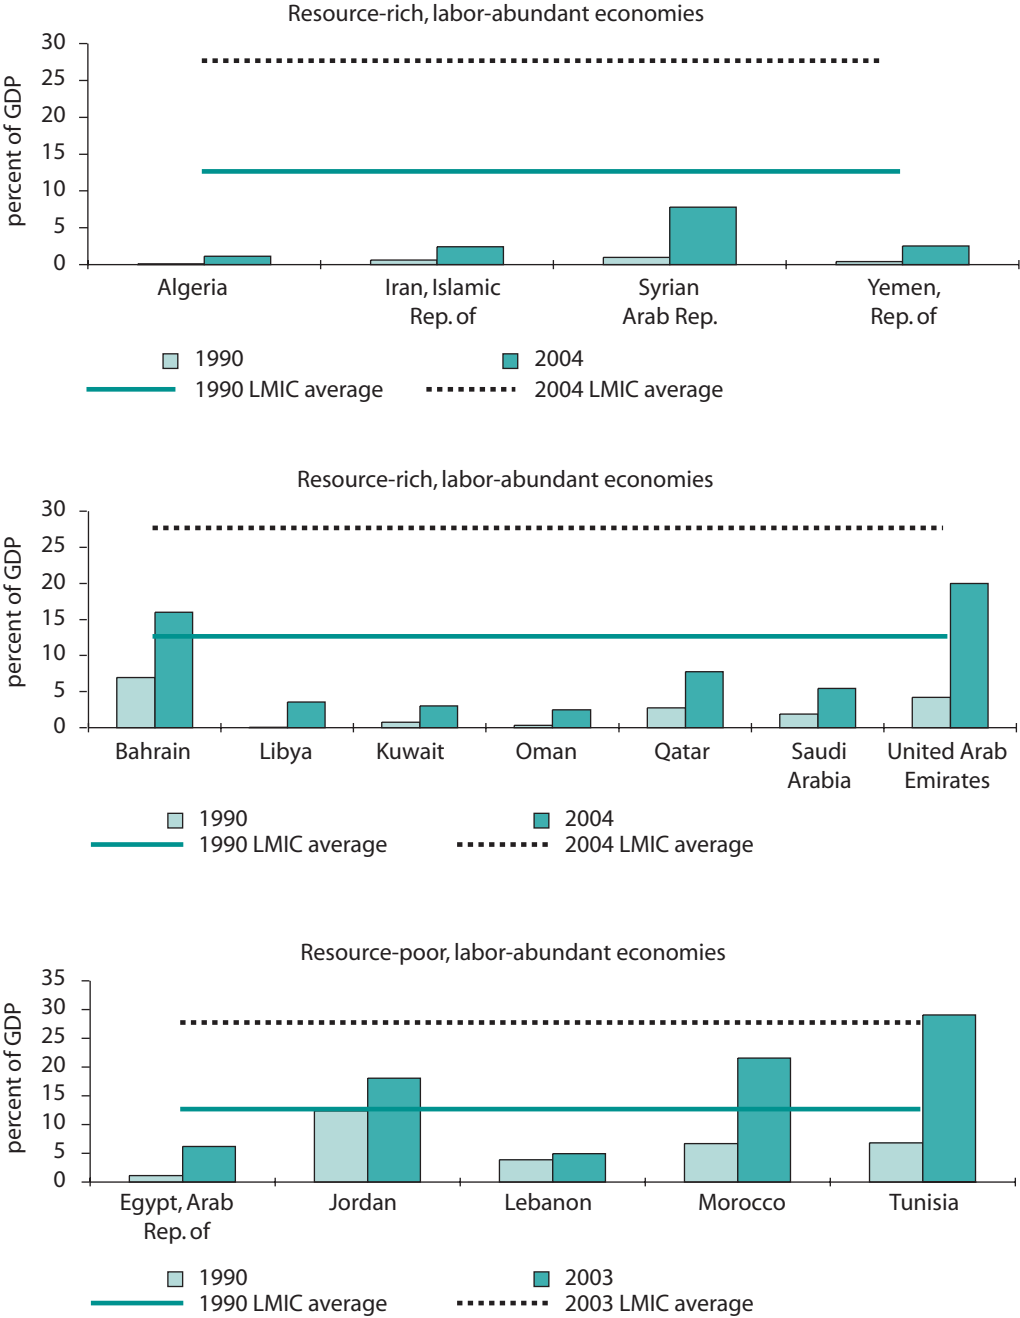 Resource-rich, labor-abundant economies
percent of GDP
30
25
20
15
10
5
0
Algeria
Iran, Islamic
Rep. of
Syrian
Arab Rep.
Yemen,
Rep. of
1990
2004
1990 LMIC average
2004 LMIC average
Resource-rich, labor-abundant economies
percent of GDP
30
25
20
15
10
5
0
Bahrain
Libya
Kuwait
Oman
Qatar
Saudi
Arabia
United Arab
Emirates
1990
2004
1990 LMIC average
2004 LMIC average
Resource-poor, labor-abundant economies
percent of GDP
35
30
25
20
15
10
5
0
Egypt, Arab
Rep. of
Jordan
Lebanon
Morocco
Tunisia
1990
2003
1990 LMIC average
2003 LMIC average